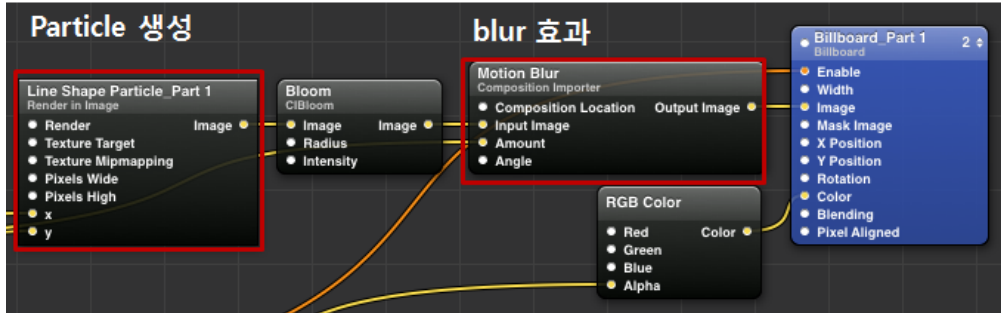 Particle 생성
blur 효과
Line Shape Particle_Part 1
Render in Image
Render
Image
Texture Target
Texture Mipmapping
Pixels Wide
Pixels High
x
y
Bloom
CIBloom
Image
Image
Radius
Intensity
Motion Blur
Composition Importer
Composition Location
Output Image
Input Image
Amount
Angle
RGB Color
Red
Color
Green
Blue
Alpha
Billboard_Part 1
2
Billboard
Enable
Width
Image
Mask Image
X Position
Y Position
Rotation
Color
Blending
Pixel Aligned